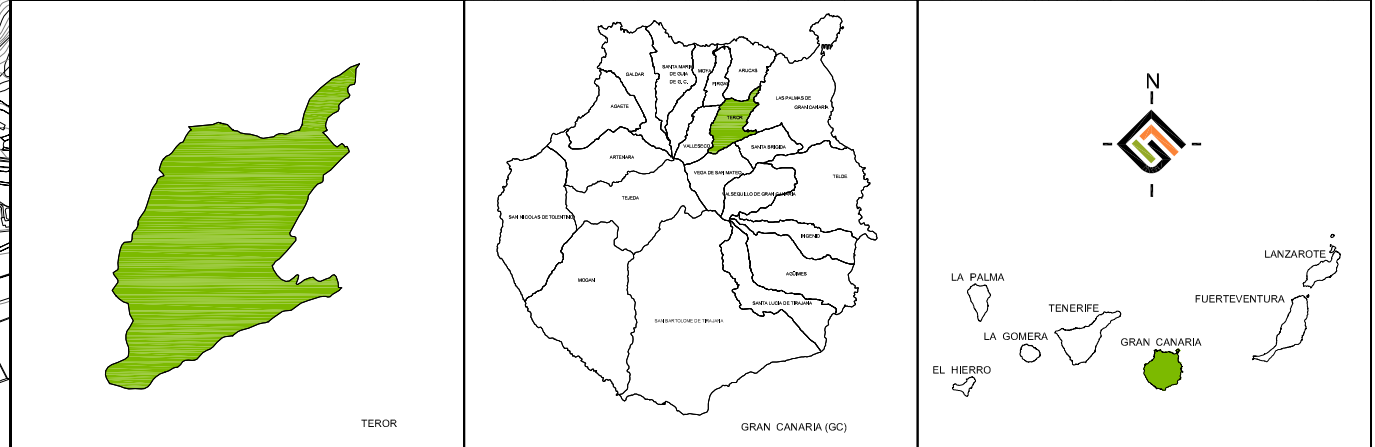 TEROR
GALDAR
SANTA MARIA
DE GUIA
DE G. C.
MOYA
FIRGAS
ARUCAS
LAS PALMAS DE
GRAN CANARIA
AGAETE
TEROR
VALLESECO
SANTA BRIGIDA
ARTENARA
VEGA DE SAN MATEO
TELDE
TEJEDA
VALSEQUILLO DE GRAN CANARIA
SAN NICOLAS DE TOLENTINO
INGENIO
MOGAN
AGÜIMES
SANTA LUCIA DE TIRAJANA
SAN BARTOLOME DE TIRAJANA
GRAN CANARIA (GC)
N
LANZAROTE
LA PALMA
FUERTEVENTURA
TENERIFE
LA GOMERA
GRAN CANARIA
EL HIERRO